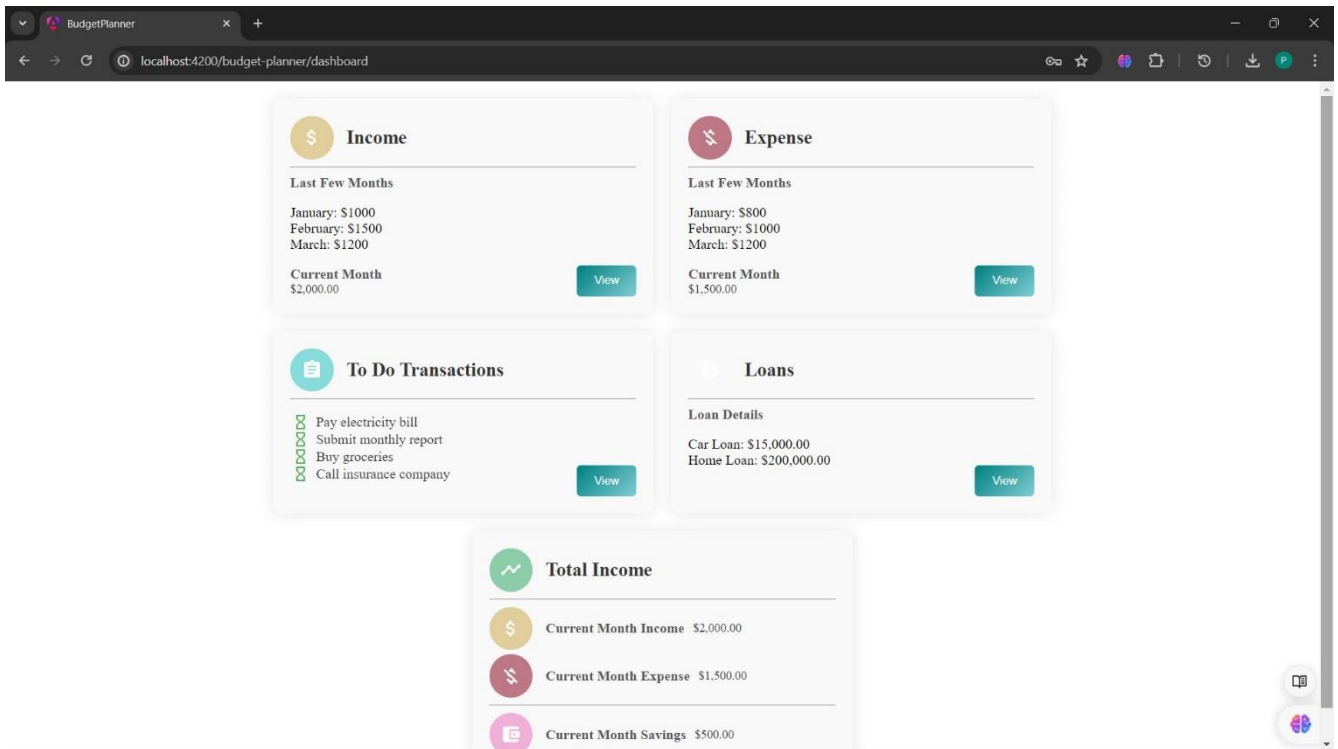 BudgetPlanner
localhost:4200/budget-planner/dashboard
P
Income
Last Few Months
January: $1000
February: $1500
March: $1200
Current Month
$2,000.00
View
Expense
Last Few Months
January: $800
February: $1000
March: $1200
Current Month
$1,500.00
View
To Do Transactions
Pay electricity bill
Submit monthly report
Buy groceries
Call insurance company
View
Loans
Loan Details
Car Loan: $15,000.00
Home Loan: $200,000.00
View
Total Income
Current Month Income $2,000.00
Current Month Expense $1,500.00
Current Month Savings $500.00